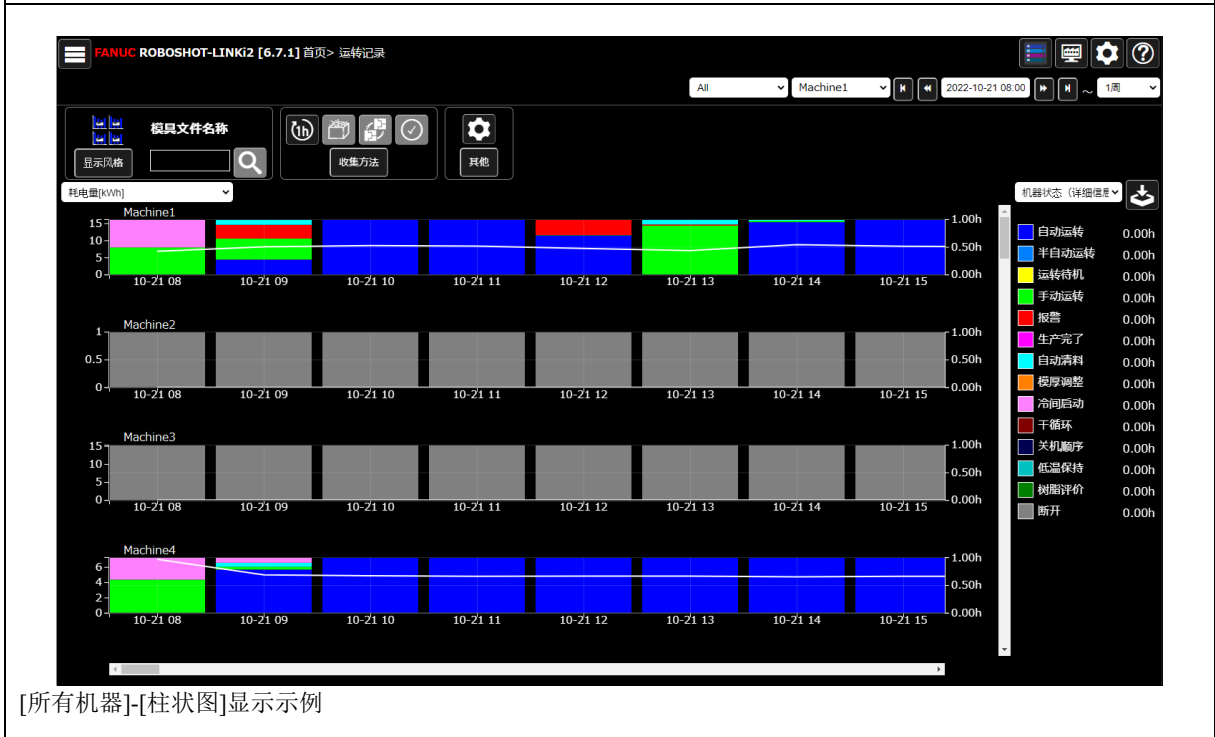 FANUC ROBOSHOT-LINKi2 [6.7.1] 首页> 运转记录
All Machine1 2022-10-21 08:00 ~ 1周
模具文件名称
1h
显示风格 收集方法 其他
耗电量[kWh] 机器状态（详细信息
Machine1
15
10
5
0
1.00h
0.50h
0.00h
10-21 08 10-21 09 10-21 10 10-21 11 10-21 12 10-21 13 10-21 14 10-21 15
Machine2
1
0.5
0
1.00h
0.50h
0.00h
10-21 08 10-21 09 10-21 10 10-21 11 10-21 12 10-21 13 10-21 14 10-21 15
Machine3
15
10
5
0
1.00h
0.50h
0.00h
10-21 08 10-21 09 10-21 10 10-21 11 10-21 12 10-21 13 10-21 14 10-21 15
Machine4
6
4
2
0
1.00h
0.50h
0.00h
10-21 08 10-21 09 10-21 10 10-21 11 10-21 12 10-21 13 10-21 14 10-21 15
自动运转 0.00h
半自动运转 0.00h
运转待机 0.00h
手动运转 0.00h
报警 0.00h
生产完了 0.00h
自动清料 0.00h
模厚调整 0.00h
冷间启动 0.00h
干循环 0.00h
关机顺序 0.00h
低温保持 0.00h
树脂评价 0.00h
断开 0.00h
[所有机器]-[柱状图]显示示例